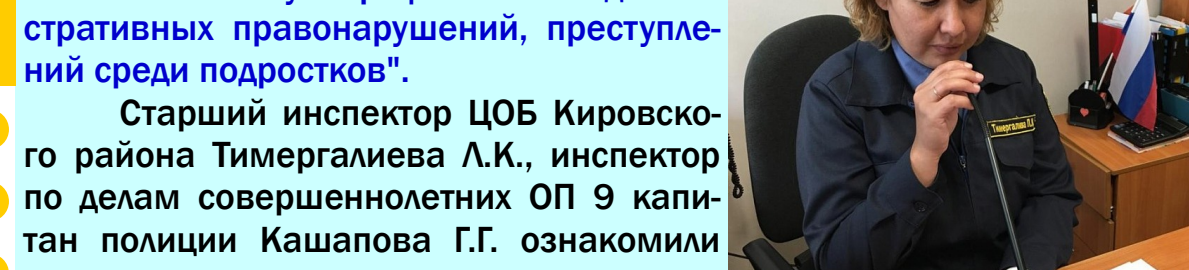 стративных правонарушений, преступле-
ний среди подростков".
Старший инспектор ЦОБ Кировско-
го района Тимергалиева Л.К., инспектор
по делам совершеннолетних ОП 9 капи-
тан полиции Кашапова Г.Г. ознакомили